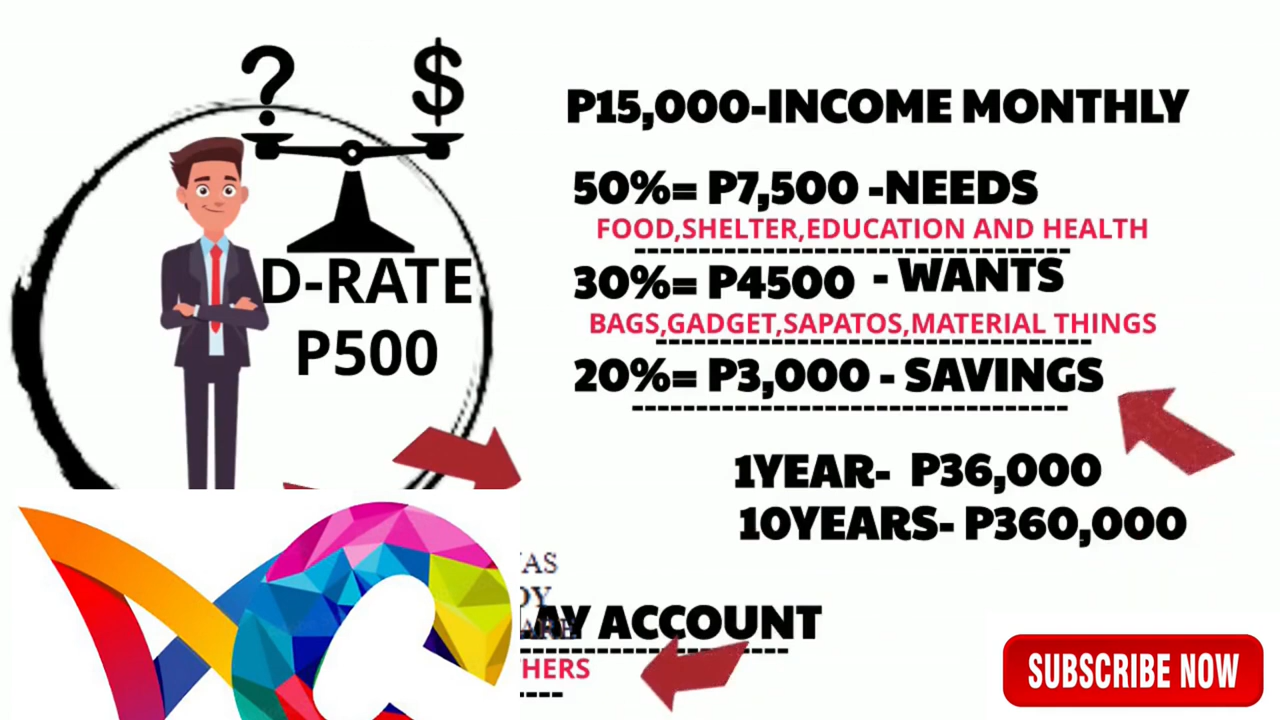 ?
$
D-RATE
P500
P15,000-INCOME MONTHLY
50%= P7,500 -NEEDS
FOOD,SHELTER,EDUCATION AND HEALTH
30%= P4500 - WANTS
BAGS,GADGET,SAPATOS,MATERIAL THINGS
20%= P3,000 - SAVINGS
1YEAR- P36,000
10YEARS- P360,000
AY ACCOUNT
HERS
SUBSCRIBE NOW